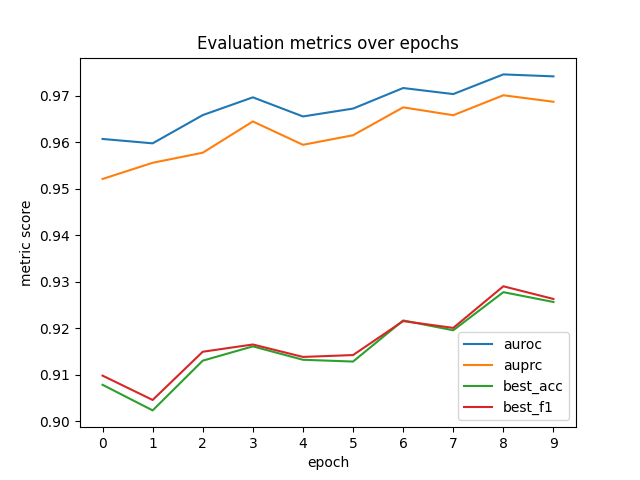 Evaluation metrics over epochs
metric score
0.97
0.96
0.95
0.94
0.93
0.92
0.91
0.90
auroc
auprc
best_acc
best_f1
0 1 2 3 4 5 6 7 8 9
epoch